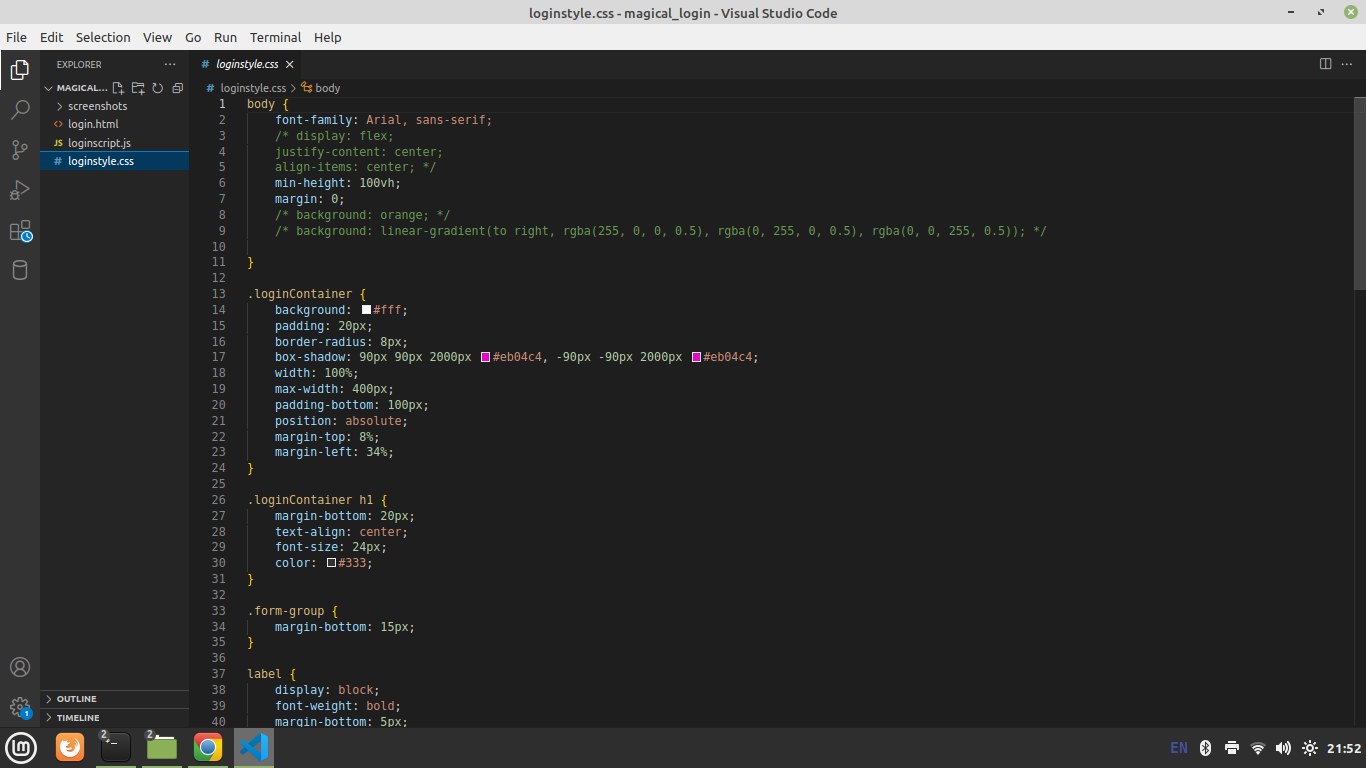 loginstyle.css - magical_login - Visual Studio Code
File Edit Selection View Go Run Terminal Help
EXPLORER
MAGICAL...
screenshots
login.html
JS loginscript.js
# loginstyle.css
OUTLINE
TIMELINE
# loginstyle.css
# loginstyle.css > body
1 body {
2     font-family: Arial, sans-serif;
3     /* display: flex;
4     justify-content: center;
5     align-items: center; */
6     min-height: 100vh;
7     margin: 0;
8     /* background: orange; */
9     /* background: linear-gradient(to right, rgba(255, 0, 0, 0.5), rgba(0, 255, 0, 0.5), rgba(0, 0, 255, 0.5)); */
10
11 }
12
13 .loginContainer {
14     background: #fff;
15     padding: 20px;
16     border-radius: 8px;
17     box-shadow: 90px 90px 2000px #eb04c4, -90px -90px 2000px #eb04c4;
18     width: 100%;
19     max-width: 400px;
20     padding-bottom: 100px;
21     position: absolute;
22     margin-top: 8%;
23     margin-left: 34%;
24 }
25
26 .loginContainer h1 {
27     margin-bottom: 20px;
28     text-align: center;
29     font-size: 24px;
30     color: #333;
31 }
32
33 .form-group {
34     margin-bottom: 15px;
35 }
36
37 label {
38     display: block;
39     font-weight: bold;
40     margin-bottom: 5px;
1
2
2
EN
21:52